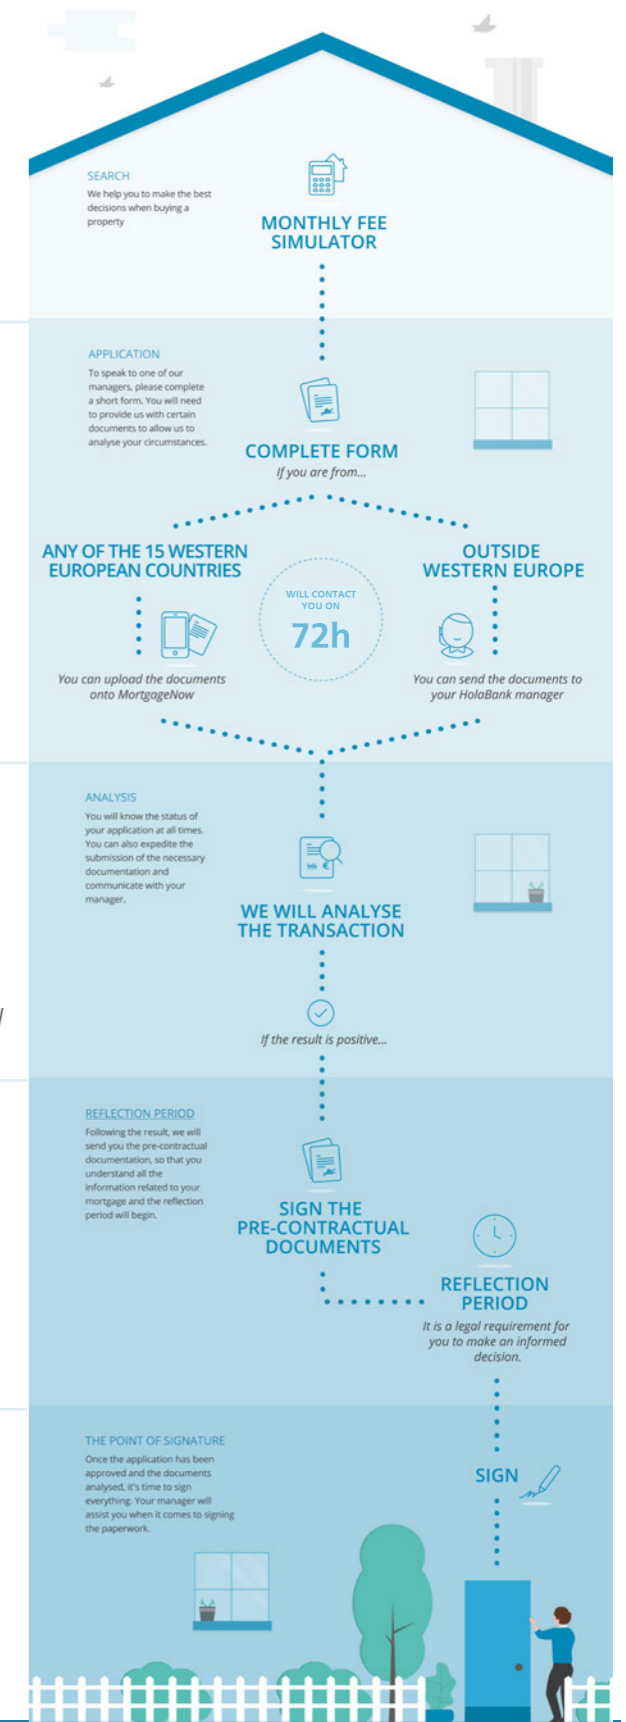 SEARCH
We help you to make the best
decisions when buying a
property
MONTHLY FEE
SIMULATOR
APPLICATION
To speak to one of our
managers, please complete
a short form. You will need
to provide us with certain
documents to allow us to
analyse your circumstances.
COMPLETE FORM
If you are from...
ANY OF THE 15 WESTERN
EUROPEAN COUNTRIES
OUTSIDE
WESTERN EUROPE
WILL CONTACT
YOU ON
72h
You can upload the documents
onto MortgageNow
You can send the documents to
your HolaBank manager
ANALYSIS
You will know the status of
your application at all times.
You can also expedite the
submission of the necessary
documentation and
communicate with your
manager.
€
WE WILL ANALYSE
THE TRANSACTION
If the result is positive...
REFLECTION PERIOD
Following the result, we will
send you the pre-contractual
documentation, so that you
understand all the
information related to your
mortgage and the reflection
period will begin.
SIGN THE
PRE-CONTRACTUAL
DOCUMENTS
REFLECTION
PERIOD
It is a legal requirement for
you to make an informed
decision.
THE POINT OF SIGNATURE
Once the application has been
approved and the documents
analysed, it's time to sign
everything. Your manager will
assist you when it comes to signing
the paperwork.
SIGN